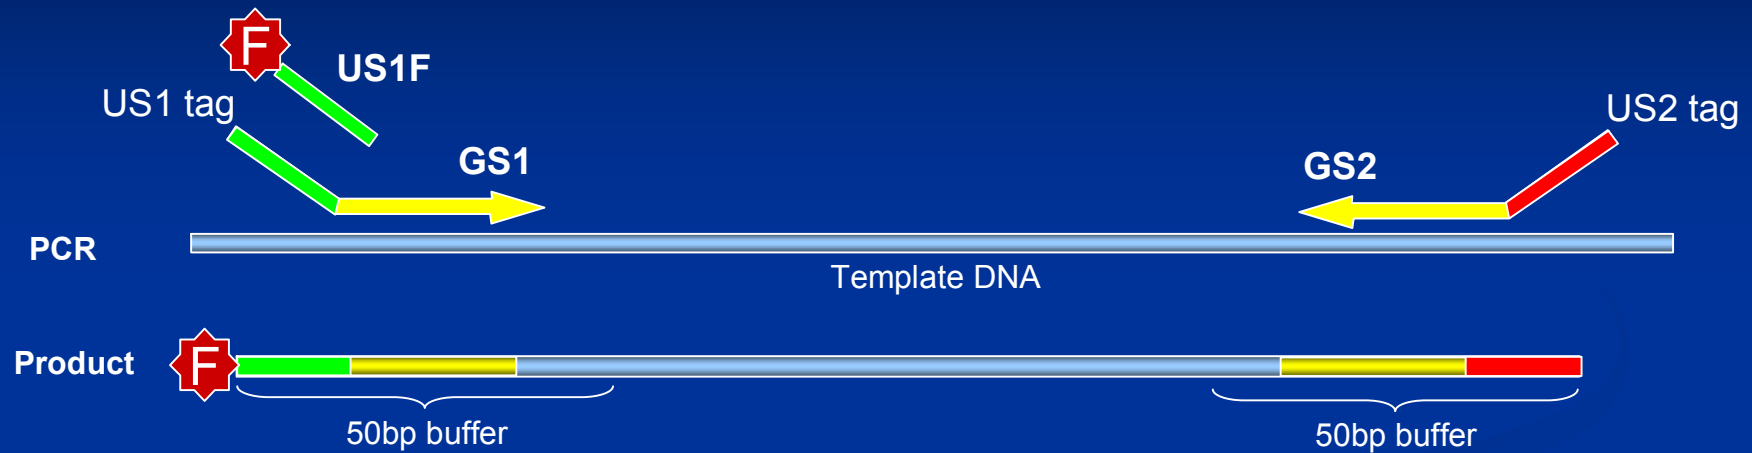 F
US1F
US1 tag
US2 tag
GS1
GS2
PCR
Template DNA
Product
F
50bp buffer
50bp buffer